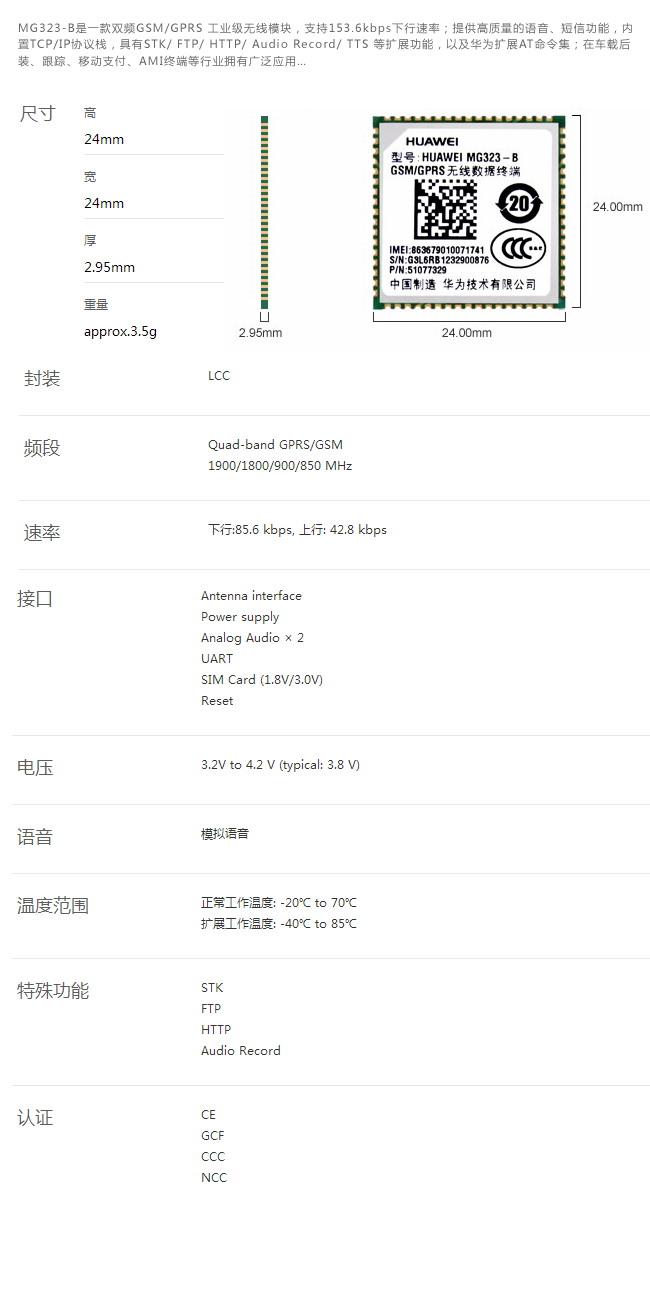 MG323-B是一款双频GSM/GPRS 工业级无线模块，支持153.6kbps下行速率；提供高质量的语音、短信功能，内
置TCP/IP协议栈，具有STK/ FTP/ HTTP/ Audio Record/ TTS 等扩展功能，以及华为扩展AT命令集；在车载后
装、跟踪、移动支付、AMI终端等行业拥有广泛应用...
尺寸
高
24mm
宽
24mm
厚
2.95mm
重量
approx.3.5g
2.95mm
HUAWEI
型号: HUAWEI MG323-B
GSM/GPRS无线数据终端
20
CCC S&E
IMEI:863679010071741
S/N:G3L6RB1232900876
P/N:51077329
中国制造 华为技术有限公司
24.00mm
24.00mm
封装
LCC
频段
Quad-band GPRS/GSM
1900/1800/900/850 MHz
速率
下行:85.6 kbps, 上行: 42.8 kbps
接口
Antenna interface
Power supply
Analog Audio × 2
UART
SIM Card (1.8V/3.0V)
Reset
电压
3.2V to 4.2 V (typical: 3.8 V)
语音
模拟语音
温度范围
正常工作温度: -20℃ to 70℃
扩展工作温度: -40℃ to 85℃
特殊功能
STK
FTP
HTTP
Audio Record
认证
CE
GCF
CCC
NCC